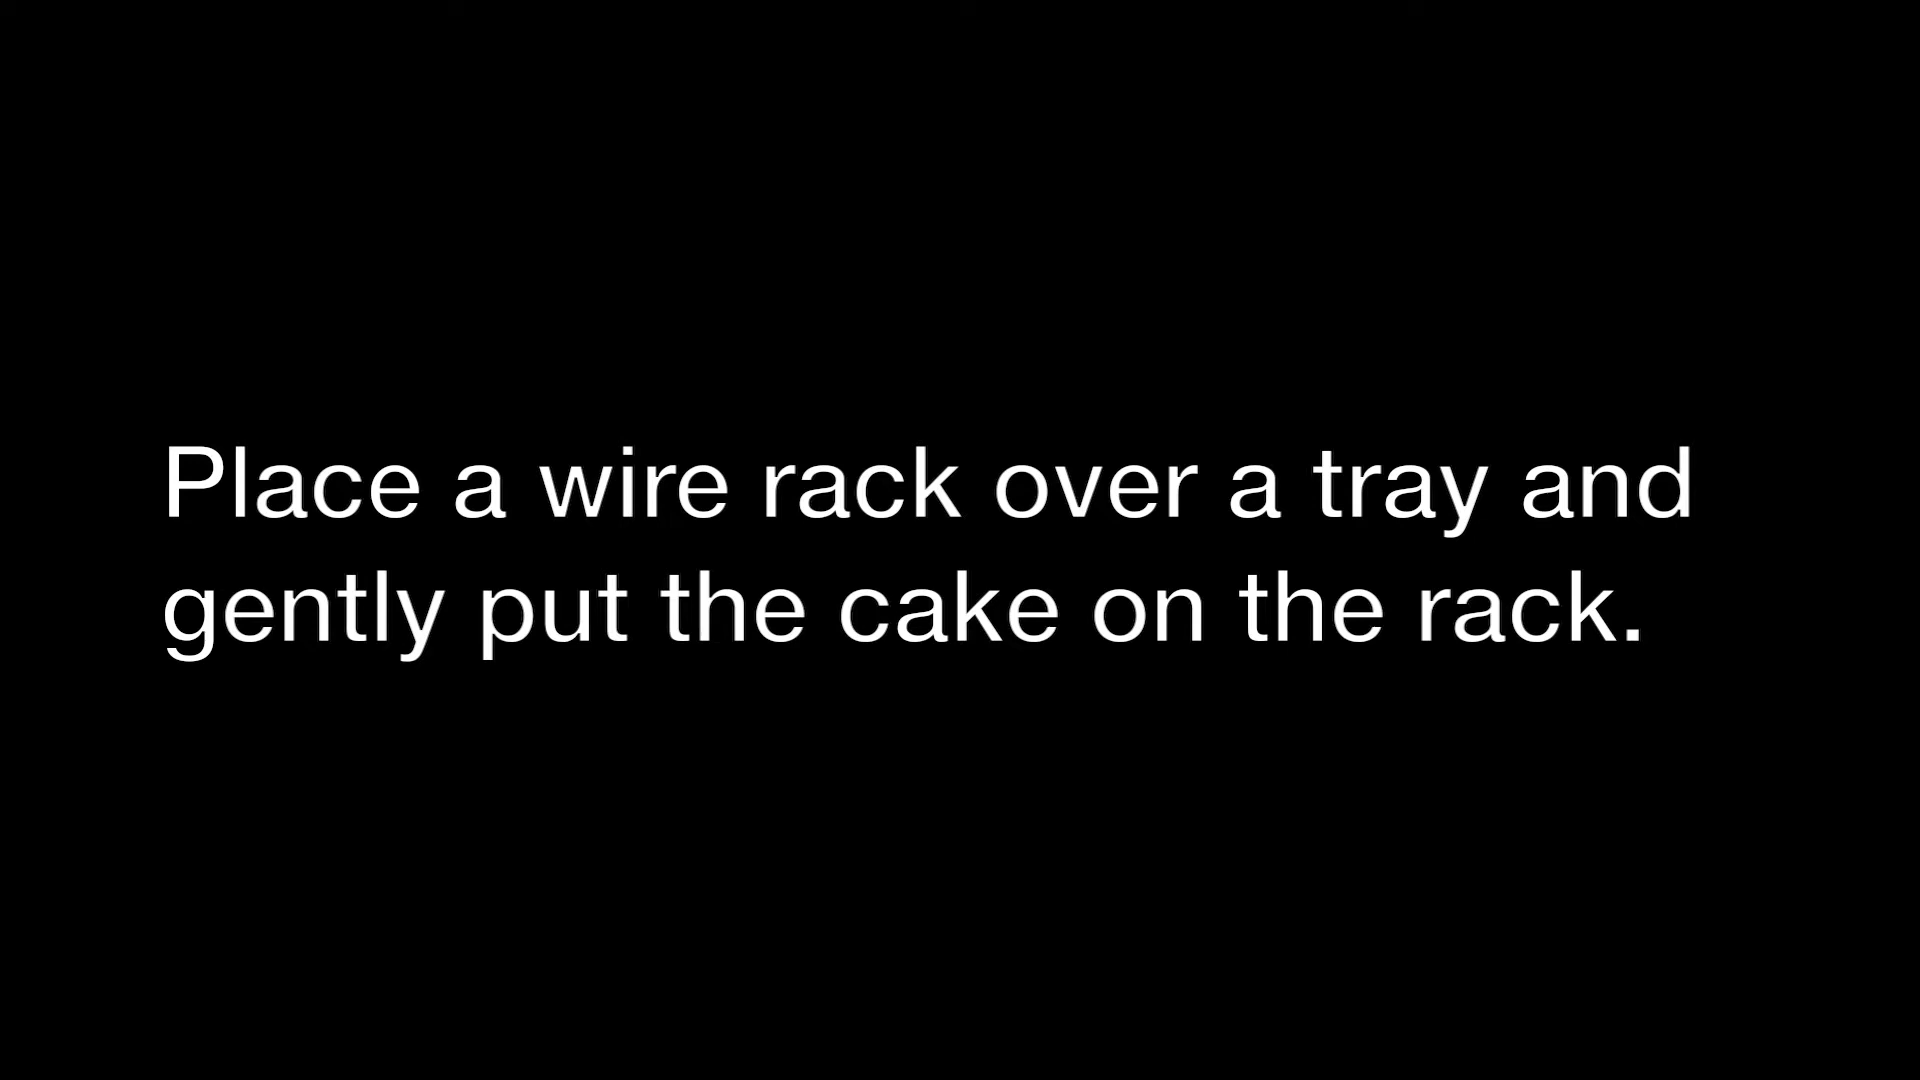 Place a wire rack over a tray and
gently put the cake on the rack.